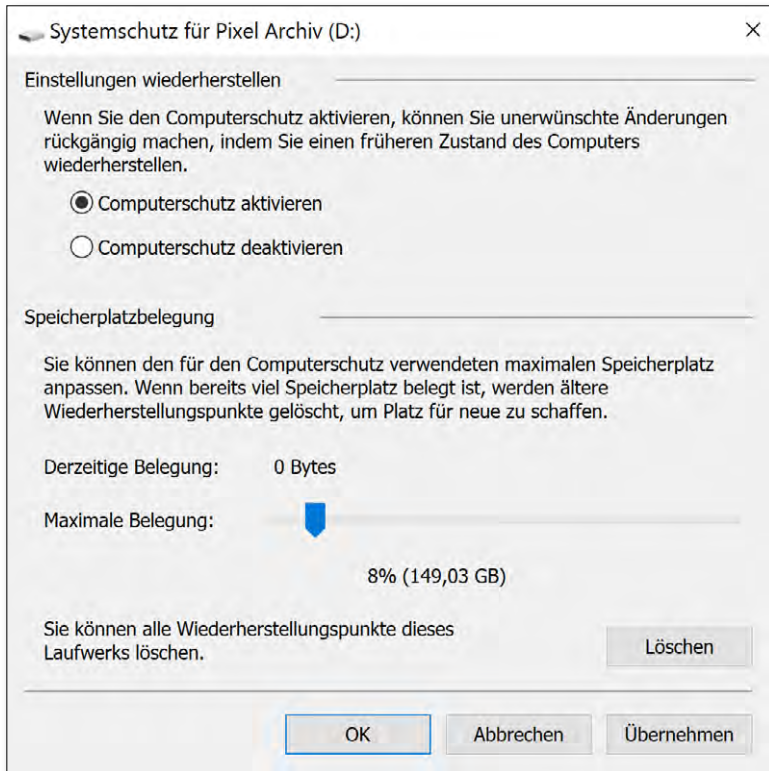 Systemschutz für Pixel Archiv (D:)
Einstellungen wiederherstellen
Wenn Sie den Computerschutz aktivieren, können Sie unerwünschte Änderungen
rückgängig machen, indem Sie einen früheren Zustand des Computers
wiederherstellen.
Computerschutz aktivieren
Computerschutz deaktivieren
Speicherplatzbelegung
Sie können den für den Computerschutz verwendeten maximalen Speicherplatz
anpassen. Wenn bereits viel Speicherplatz belegt ist, werden ältere
Wiederherstellungspunkte gelöscht, um Platz für neue zu schaffen.
Derzeitige Belegung: 0 Bytes
Maximale Belegung:
8% (149,03 GB)
Sie können alle Wiederherstellungspunkte dieses
Laufwerks löschen.
Löschen
OK Abbrechen Übernehmen